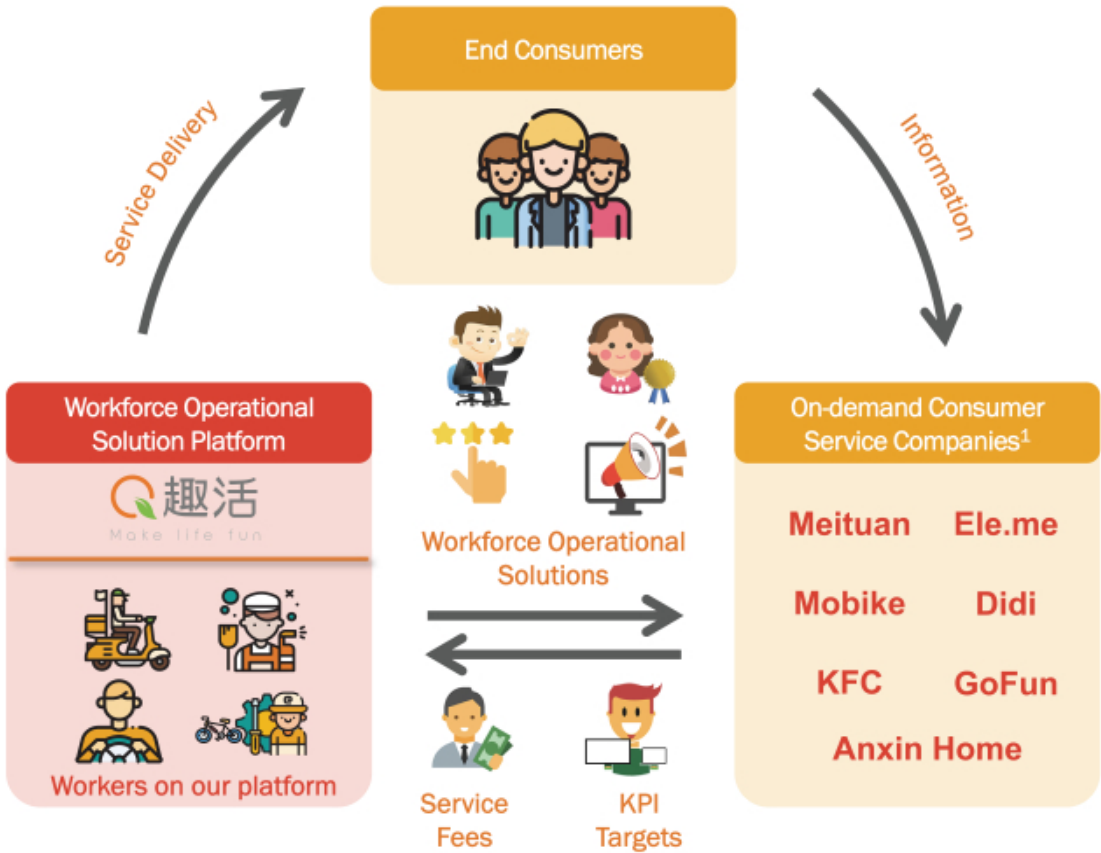 End Consumers
Service Delivery
Information
Workforce Operational
Solution Platform
趣活
Make life fun
Workers on our platform
Workforce Operational
Solutions
Service
Fees
KPI
Targets
On-demand Consumer
Service Companies¹
Meituan Ele.me
Mobike Didi
KFC GoFun
Anxin Home